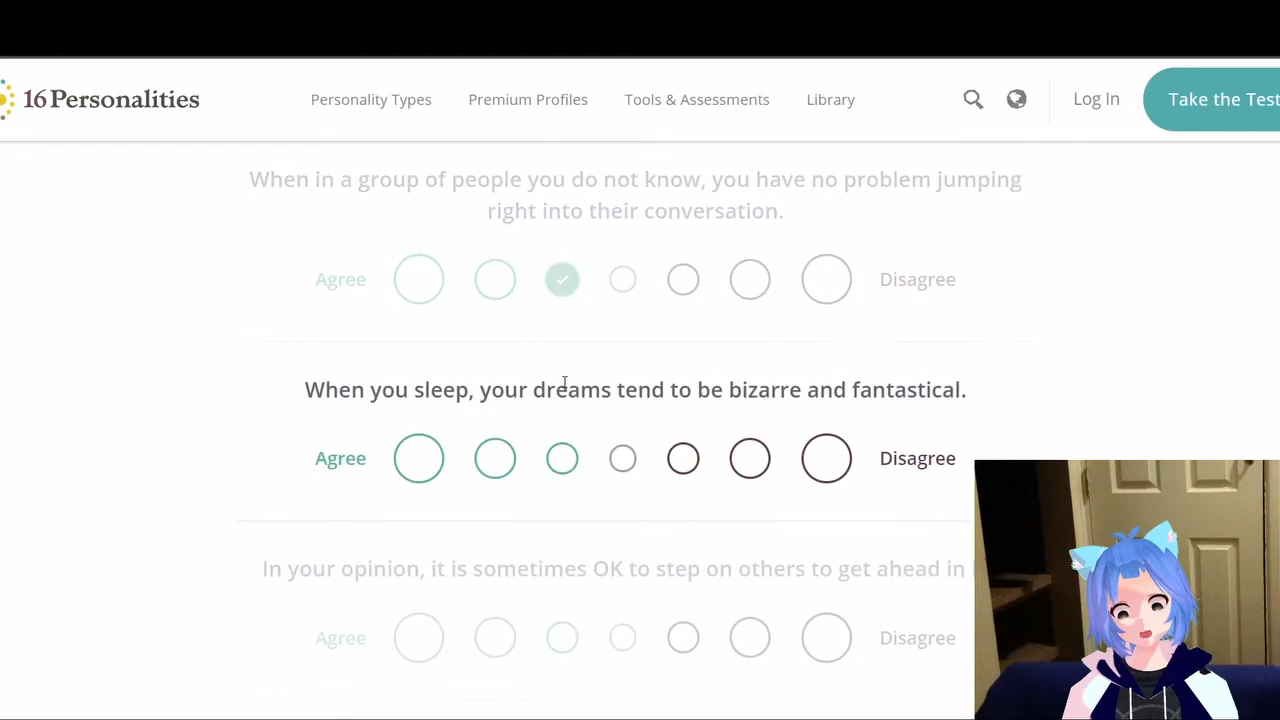 16Personalities
Personality Types
Premium Profiles
Tools & Assessments
Library
Log In
Take the Test
When in a group of people you do not know, you have no problem jumping
right into their conversation.
Agree
Disagree
When you sleep, your dreams tend to be bizarre and fantastical.
Agree
Disagree
In your opinion, it is sometimes OK to step on others to get ahead in
Agree
Disagree